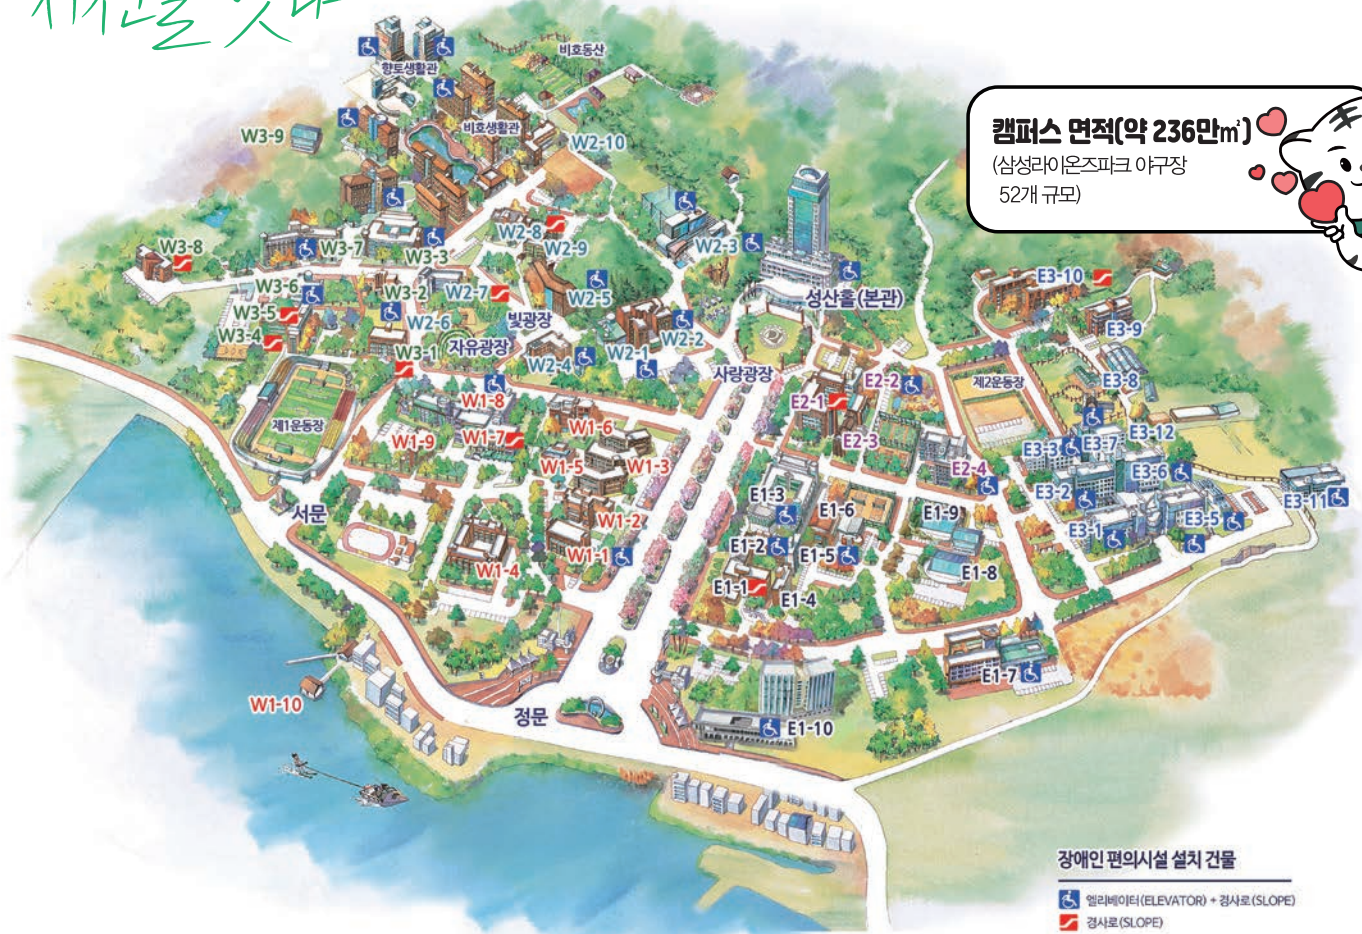 향토생활관
비호동산
비호생활관
캠퍼스 면적(약 236만㎡)
(삼성라이온즈파크 야구장
52개 규모)
W3-9
W2-10
W3-8
W3-7
W3-3
W2-8
W2-9
W2-3
W3-6
W3-2
W2-7
W2-5
성산홀(본관)
E3-10
W3-5
W3-4
W2-6
빛광장
E3-9
W3-1
자유광장
W2-4
W2-1
W2-2
사랑광장
E2-2
제2운동장
E3-8
W1-8
E2-1
제1운동장
W1-9
W1-7
W1-6
E2-3
E3-3
E3-7
E3-12
W1-5
W1-3
E2-4
E3-6
E1-3
E3-2
E3-11
서문
W1-2
E1-6
E1-9
E3-1
E3-5
W1-1
E1-2
E1-5
W1-4
E1-8
E1-1
E1-4
E1-7
W1-10
정문
E1-10
장애인 편의시설 설치 건물
엘리베이터(ELEVATOR) + 경사로(SLOPE)
경사로(SLOPE)